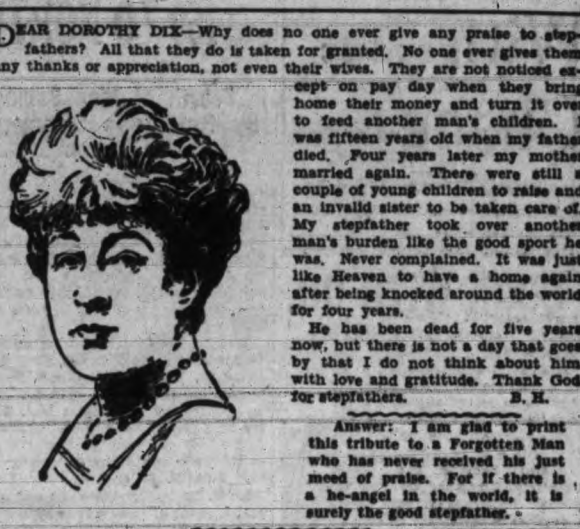 DEAR DOROTHY DIX—Why does no one ever give any praise to step-
fathers? All that they do is taken for granted. No one ever gives them
any thanks or appreciation, not even their wives. They are not noticed ex-
cept on pay day when they bring
home their money and turn it over
to feed another man's children. I
was fifteen years old when my father
died. Four years later my mother
married again. There were still a
couple of young children to raise and
an invalid sister to be taken care of.
My stepfather took over another
man's burden like the good sport he
was. Never complained. It was just
like Heaven to have a home again
after being knocked around the world
for four years.
He has been dead for five years
now, but there is not a day that goes
by that I do not think about him
with love and gratitude. Thank God
for stepfathers. B. H.
Answer: I am glad to print
this tribute to a Forgotten Man
who has never received his just
meed of praise. For if there is
a he-angel in the world, it is
surely the good stepfather.